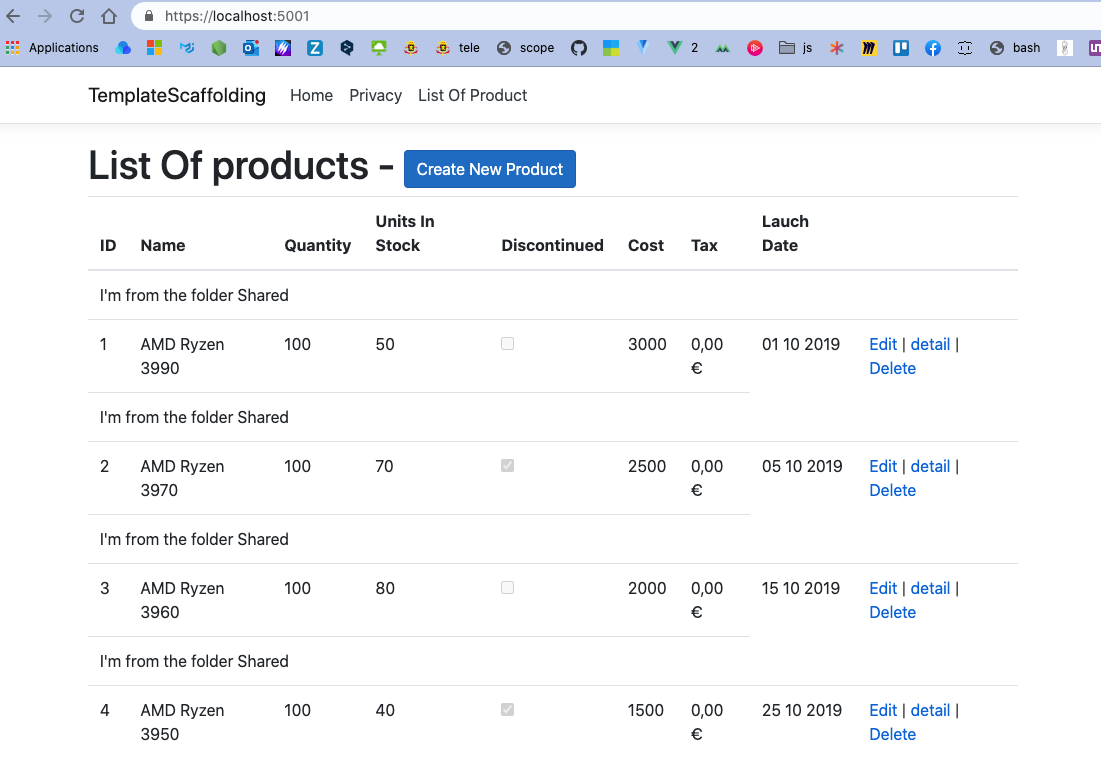 https://localhost:5001
Applications
tele
scope
2
js
bash
TemplateScaffolding Home Privacy List Of Product
List Of products - Create New Product
Units In Lauch
ID Name Quantity Stock Discontinued Cost Tax Date
I'm from the folder Shared
1 AMD Ryzen 100 50 3000 0,00 01 10 2019 Edit | detail |
3990 € Delete
I'm from the folder Shared
2 AMD Ryzen 100 70 2500 0,00 05 10 2019 Edit | detail |
3970 € Delete
I'm from the folder Shared
3 AMD Ryzen 100 80 2000 0,00 15 10 2019 Edit | detail |
3960 € Delete
I'm from the folder Shared
4 AMD Ryzen 100 40 1500 0,00 25 10 2019 Edit | detail |
3950 € Delete